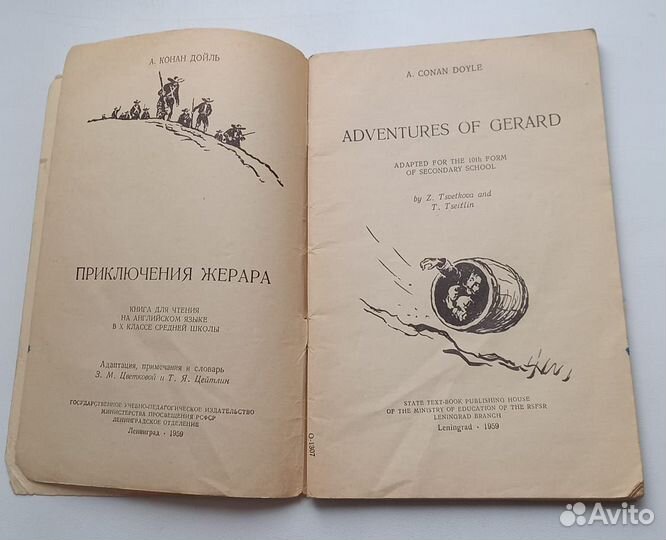 А. КОНАН ДОЙЛЬ
ПРИКЛЮЧЕНИЯ ЖЕРАРА
КНИГА ДЛЯ ЧТЕНИЯ
НА АНГЛИЙСКОМ ЯЗЫКЕ
В X КЛАССЕ СРЕДНЕЙ ШКОЛЫ
Адаптация, примечания и словарь
З. М. Цветковой и Т. Я. Цейтлин
ГОСУДАРСТВЕННОЕ УЧЕБНО-ПЕДАГОГИЧЕСКОЕ ИЗДАТЕЛЬСТВО
МИНИСТЕРСТВА ПРОСВЕЩЕНИЯ РСФСР
ЛЕНИНГРАДСКОЕ ОТДЕЛЕНИЕ
Ленинград · 1959
О-1307
A. CONAN DOYLE
ADVENTURES OF GERARD
ADAPTED FOR THE 10th FORM
OF SECONDARY SCHOOL
by Z. Tsvetkova and
T. Tseitlin
STATE TEXT-BOOK PUBLISHING HOUSE
OF THE MINISTRY OF EDUCATION OF THE RSFSR
LENINGRAD BRANCH
Leningrad · 1959
Avito